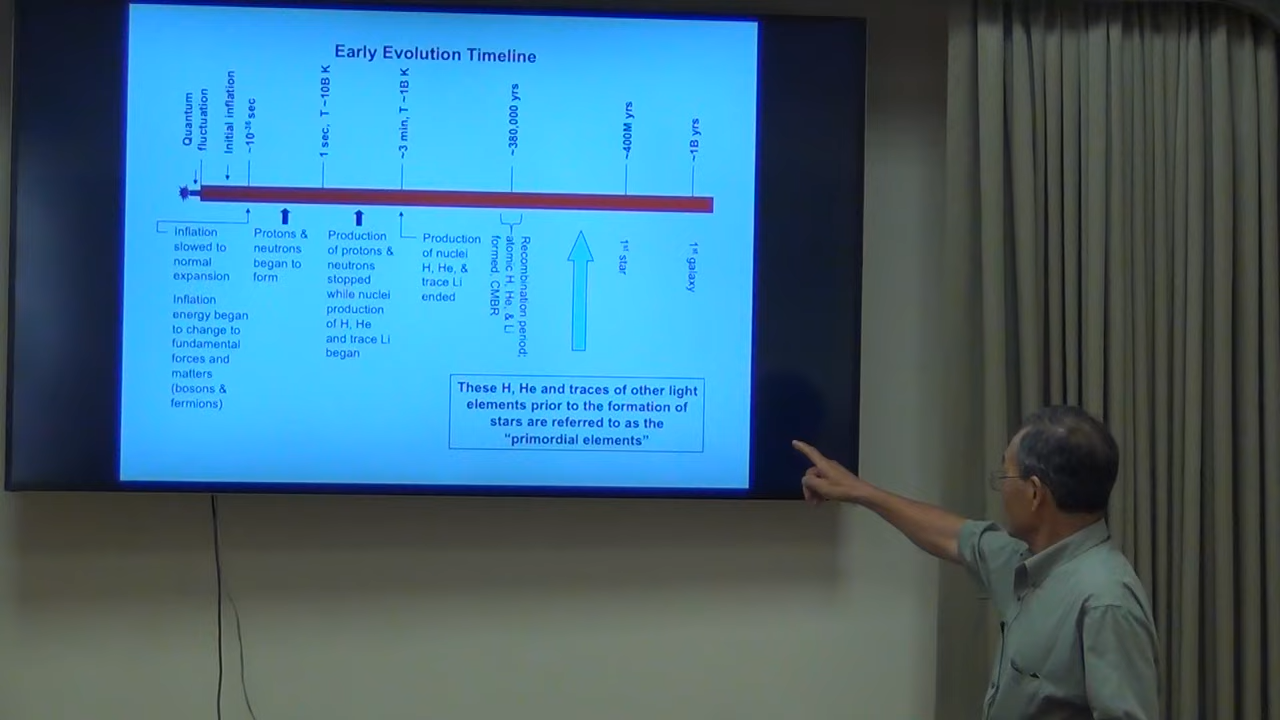 Early Evolution Timeline
Quantum
fluctuation
Initial inflation
~10⁻³⁵ sec
1 sec, T ~10B K
~3 min, T ~1B K
~380,000 yrs
~400M yrs
~1B yrs
Inflation
slowed to
normal
expansion
Inflation
energy began
to change to
fundamental
forces and
matters
(bosons &
fermions)
Protons &
neutrons
began to
form
Production
of protons &
neutrons
stopped
while nuclei
production
of H, He
and trace Li
began
Production
of nuclei
H, He, &
trace Li
ended
Recombination period;
atomic H, He, & Li
formed, CMBR
1st star
1st galaxy
These H, He and traces of other light
elements prior to the formation of
stars are referred to as the
“primordial elements”